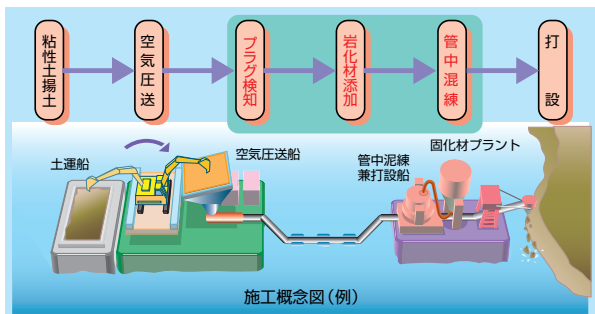 粘性土揚土
空気圧送
プラグ検知
岩化材添加
管中混練
打設
土運船
空気圧送船
管中泥練
兼打設船
固化材プラント
施工概念図（例）